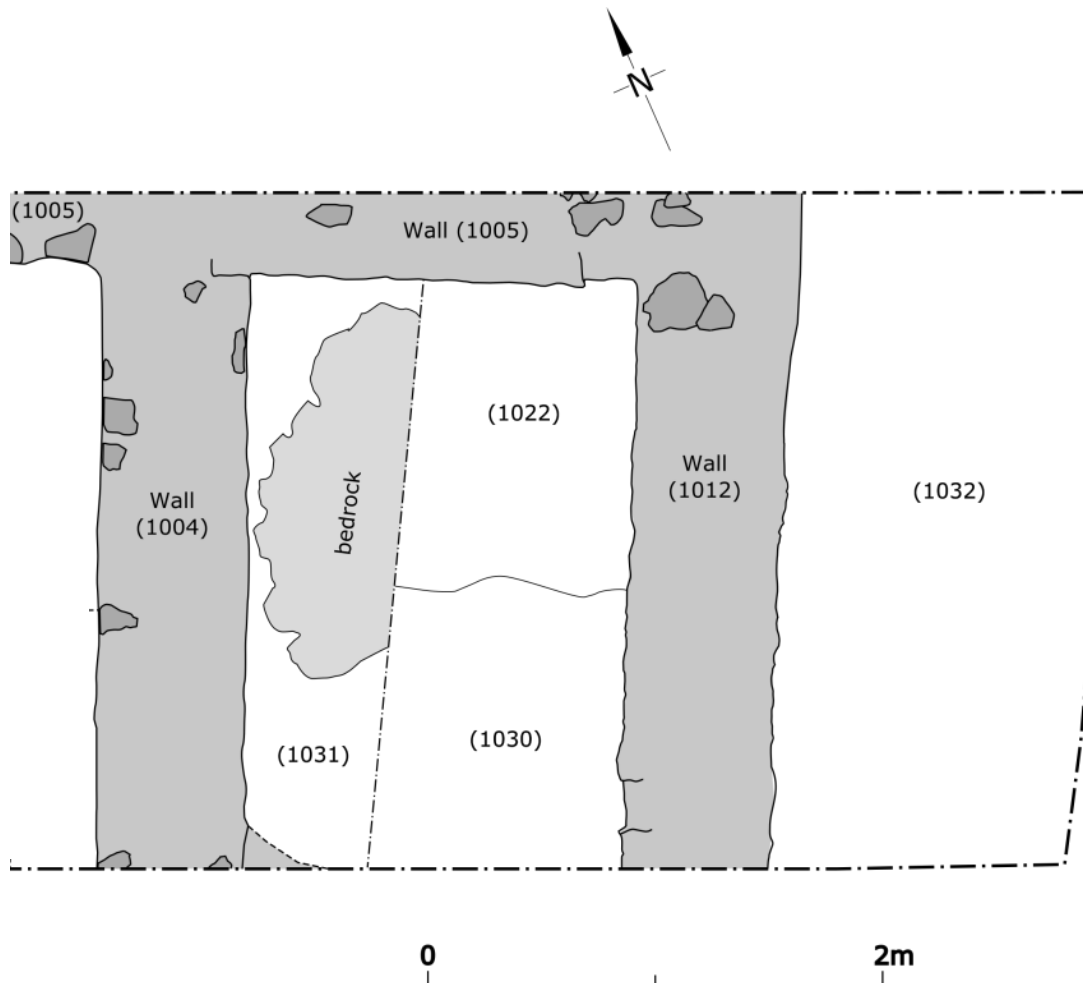 N
(1005)
Wall (1005)
(1022)
Wall
(1012)
(1032)
Wall
(1004)
bedrock
(1031)
(1030)
0
2m